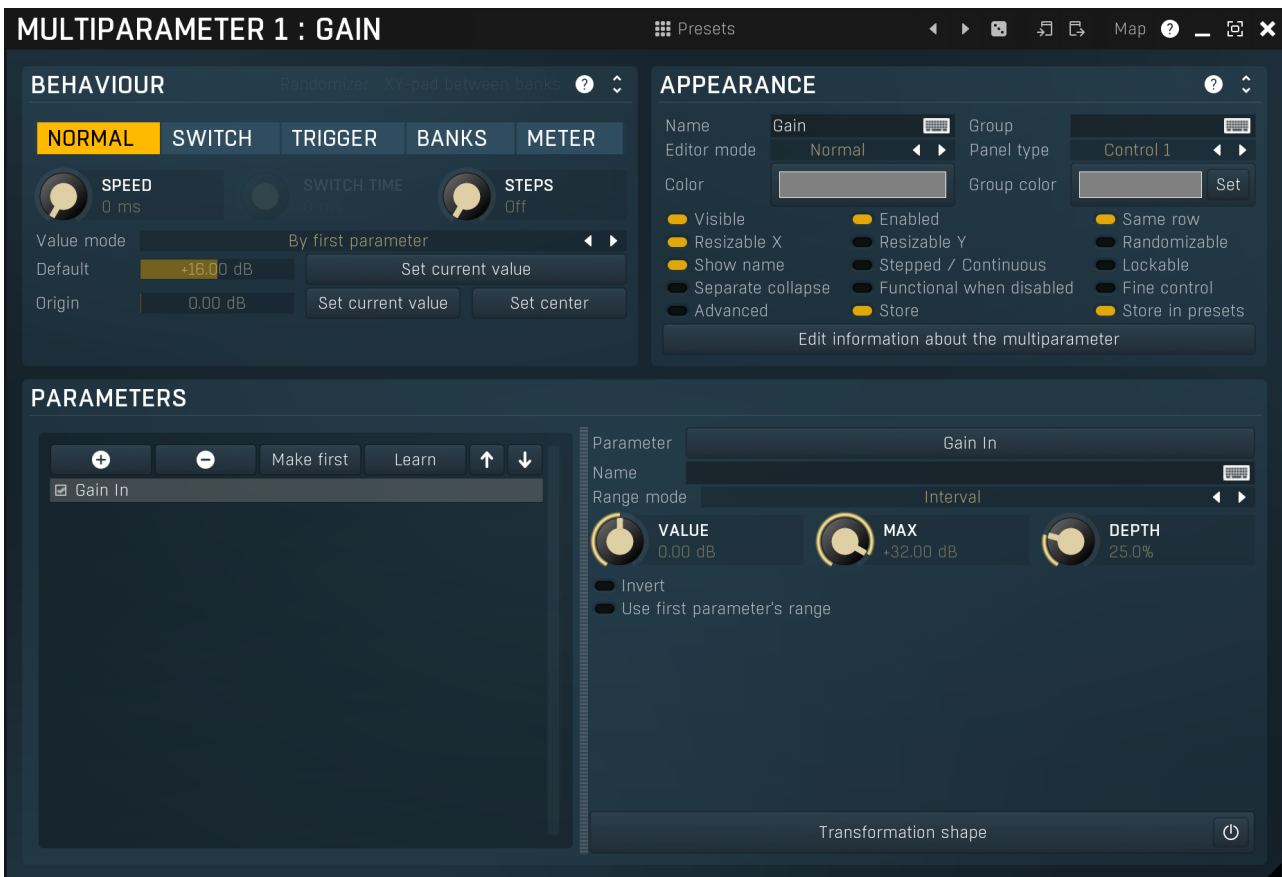 MULTIPARAMETER 1 : GAIN Presets Map ?
BEHAVIOUR Randomizer XY-pad between banks ?
NORMAL SWITCH TRIGGER BANKS METER
SPEED SWITCH TIME STEPS
0 ms Off
Value mode By first parameter
Default +16.00 dB Set current value
Origin 0.00 dB Set current value Set center
APPEARANCE ?
Name Gain Group
Editor mode Normal Panel type Control 1
Color Group color Set
Visible Enabled Same row
Resizable X Resizable Y Randomizable
Show name Stepped / Continuous Lockable
Separate collapse Functional when disabled Fine control
Advanced Store Store in presets
Edit information about the multiparameter
PARAMETERS
Make first Learn
Gain In
Parameter Gain In
Name
Range mode Interval
VALUE MAX DEPTH
0.00 dB +32.00 dB 25.0%
Invert
Use first parameter's range
Transformation shape